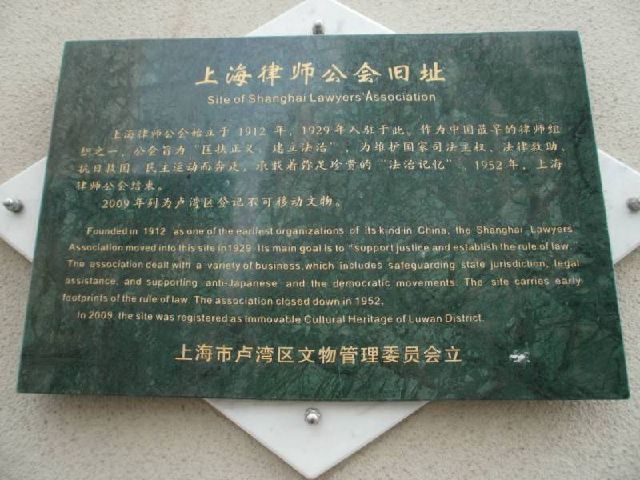 上海律师公会旧址
Site of Shanghai Lawyers' Association
上海律师公会始立于1912年，1929年入驻于此。作为中国最早的律师组
织之一，公会旨为“匡扶正义、建立法治”，为维护国家司法主权、法律救助、
抗日救国、民主运动而奔走，承载着弥足珍贵的“法治记忆”。1952年，上海
律师公会结束。
2009年列为卢湾区登记不可移动文物。
Founded in 1912 as one of the earliest organizations of its kind in China, the Shanghai Lawyers'
Association moved into this site in 1929. Its main goal is to "support justice and establish the rule of law."
The association dealt with a variety of business, which includes safeguarding state jurisdiction, legal
assistance, and supporting anti-Japanese and the democratic movements. The site carries early
footprints of the rule of law. The association closed down in 1952.
In 2009, the site was registered as Immovable Cultural Heritage of Luwan District.
上海市卢湾区文物管理委员会立